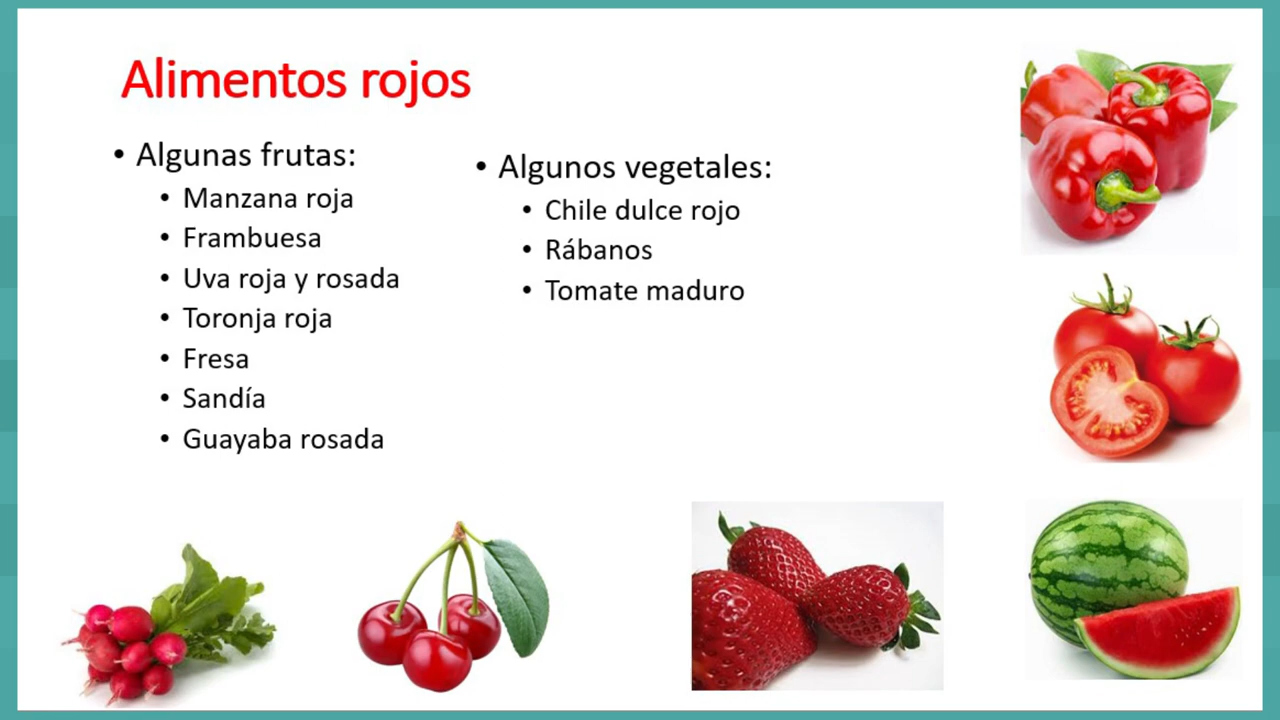 Alimentos rojos
• Algunas frutas:
• Manzana roja
• Frambuesa
• Uva roja y rosada
• Toronja roja
• Fresa
• Sandía
• Guayaba rosada
• Algunos vegetales:
• Chile dulce rojo
• Rábanos
• Tomate maduro